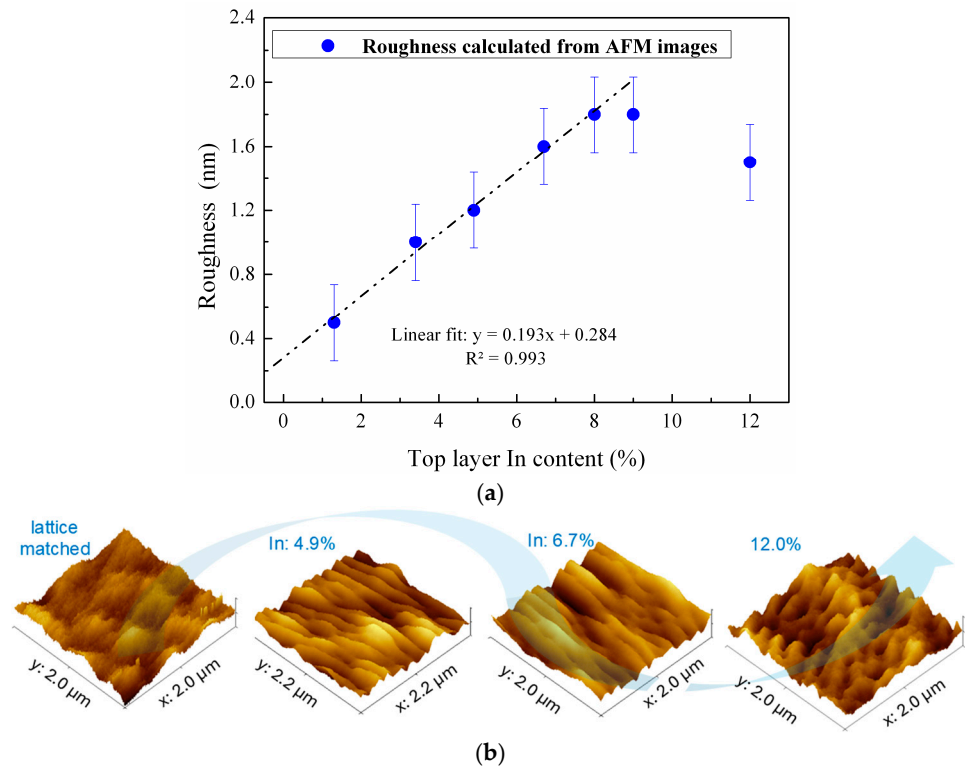 2.4
2.0
1.6
1.2
0.8
0.4
0.0
Roughness (nm)
Roughness calculated from AFM images
Linear fit: y = 0.193x + 0.284
R² = 0.993
0 2 4 6 8 10 12
Top layer In content (%)
(a)
lattice
matched
In: 4.9%
In: 6.7%
12.0%
y: 2.0 µm
x: 2.0 µm
y: 2.2 µm
x: 2.2 µm
y: 2.0 µm
x: 2.0 µm
y: 2.0 µm
x: 2.0 µm
(b)